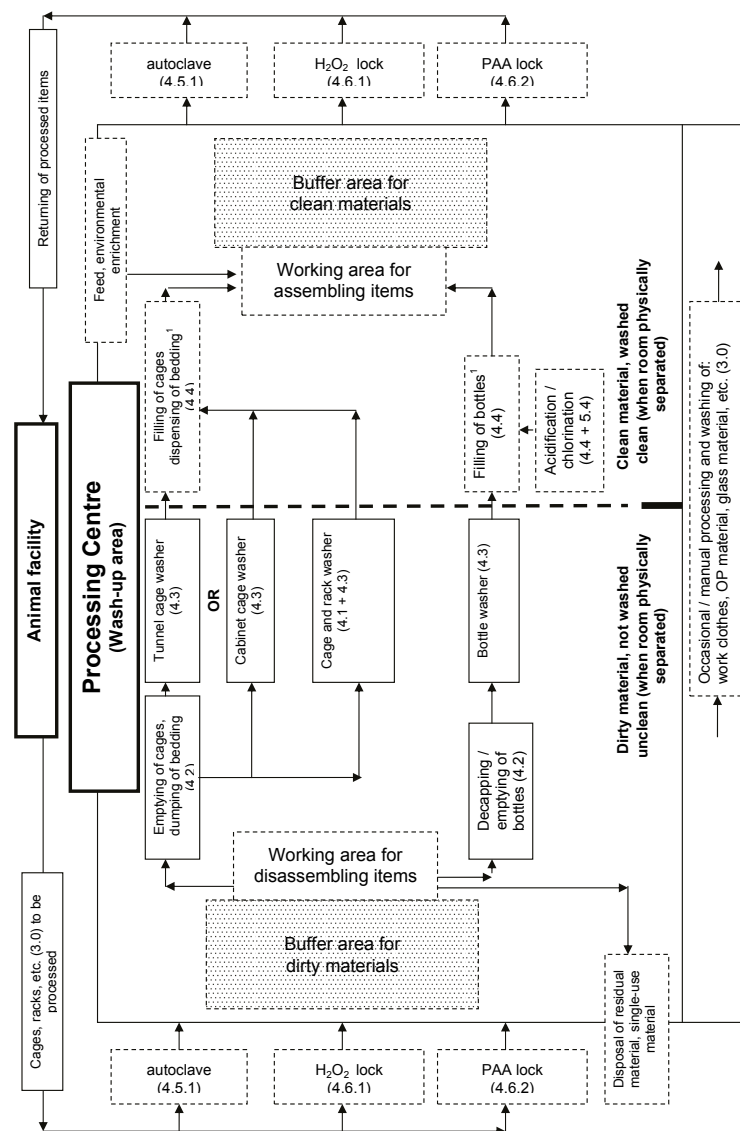 Animal facility
Processing Centre
(Wash-up area)
Cages, racks, etc. (3.0) to be
processed
Returning of processed items
autoclave
(4.5.1)
H₂O₂ lock
(4.6.1)
PAA lock
(4.6.2)
Buffer area for
dirty materials
Working area for
disassembling items
Disposal of residual
material, single-use
material
Emptying of cages,
dumping of bedding
(4.2)
Decapping /
emptying of
bottles (4.2)
Tunnel cage washer
(4.3)
OR
Cabinet cage washer
(4.3)
Cage and rack washer
(4.1 + 4.3)
Bottle washer (4.3)
Dirty material, not washed
unclean (when room physically
separated)
Filling of cages
dispensing of bedding¹
(4.4)
Filling of bottles¹
(4.4)
Acidification /
chlorination
(4.4 + 5.4)
Clean material, washed
clean (when room physically
separated)
Feed, environmental
enrichment
Working area for
assembling items
Buffer area for
clean materials
autoclave
(4.5.1)
H₂O₂ lock
(4.6.1)
PAA lock
(4.6.2)
Occasional / manual processing and washing of:
work clothes, OP material, glass material, etc. (3.0)